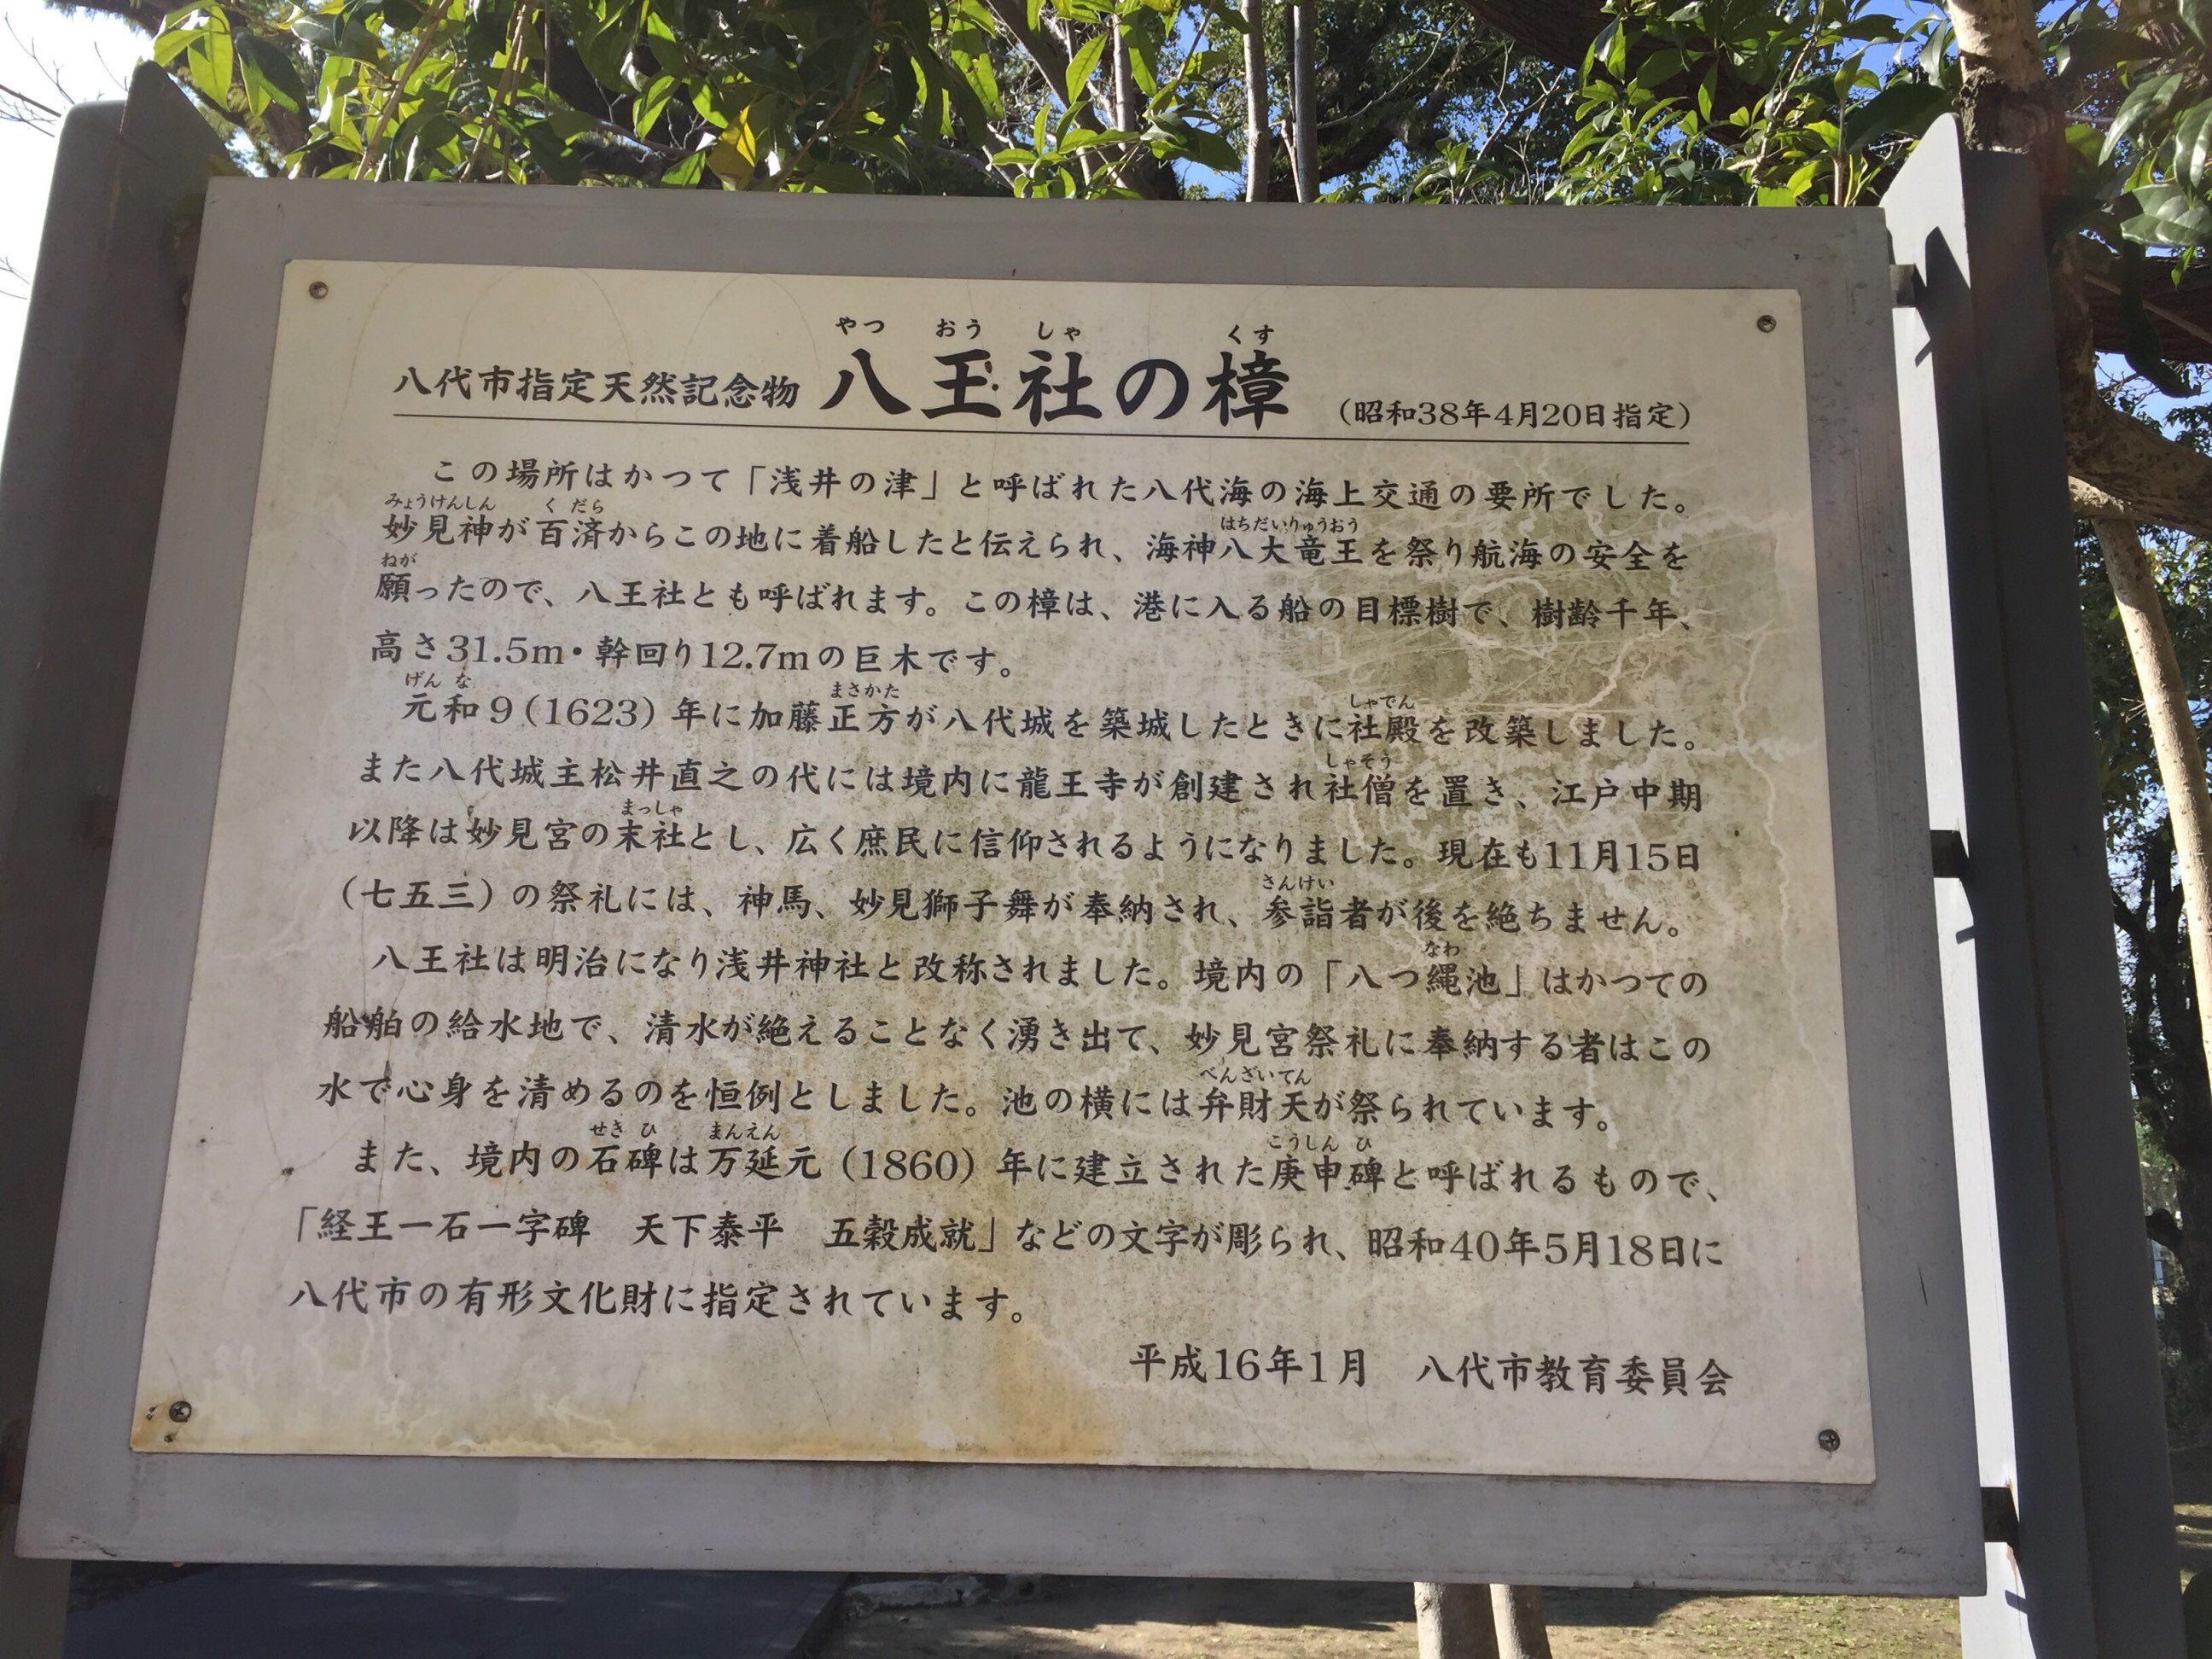 八代市指定天然記念物 八王社の樟 (昭和38年4月20日指定)
やつ おう しゃ くす
この場所はかつて「浅井の津」と呼ばれた八代海の海上交通の要所でした。
みょうけんしん く だら はちだいりゅうおう
妙見神が百済からこの地に着船したと伝えられ、海神八大竜王を祭り航海の安全を
ねが
願ったので、八王社とも呼ばれます。この樟は、港に入る船の目標樹で、樹齢千年、
高さ31.5m・幹回り12.7mの巨木です。
げん な まさかた しゃでん
元和9(1623)年に加藤正方が八代城を築城したときに社殿を改築しました。
しゃそう
また八代城主松井直之の代には境内に龍王寺が創建され社僧を置き、江戸中期
まっしゃ
以降は妙見宮の末社とし、広く庶民に信仰されるようになりました。現在も11月15日
さんけい
(七五三)の祭礼には、神馬、妙見獅子舞が奉納され、参詣者が後を絶ちません。
なわ
八王社は明治になり浅井神社と改称されました。境内の「八つ縄池」はかつての
船舶の給水地で、清水が絶えることなく湧き出て、妙見宮祭礼に奉納する者はこの
べんざいてん
水で心身を清めるのを恒例としました。池の横には弁財天が祭られています。
せき ひ まんえん こうしん ひ
また、境内の石碑は万延元(1860)年に建立された庚申碑と呼ばれるもので、
「経王一石一字碑 天下泰平 五穀成就」などの文字が彫られ、昭和40年5月18日に
八代市の有形文化財に指定されています。
平成16年1月 八代市教育委員会